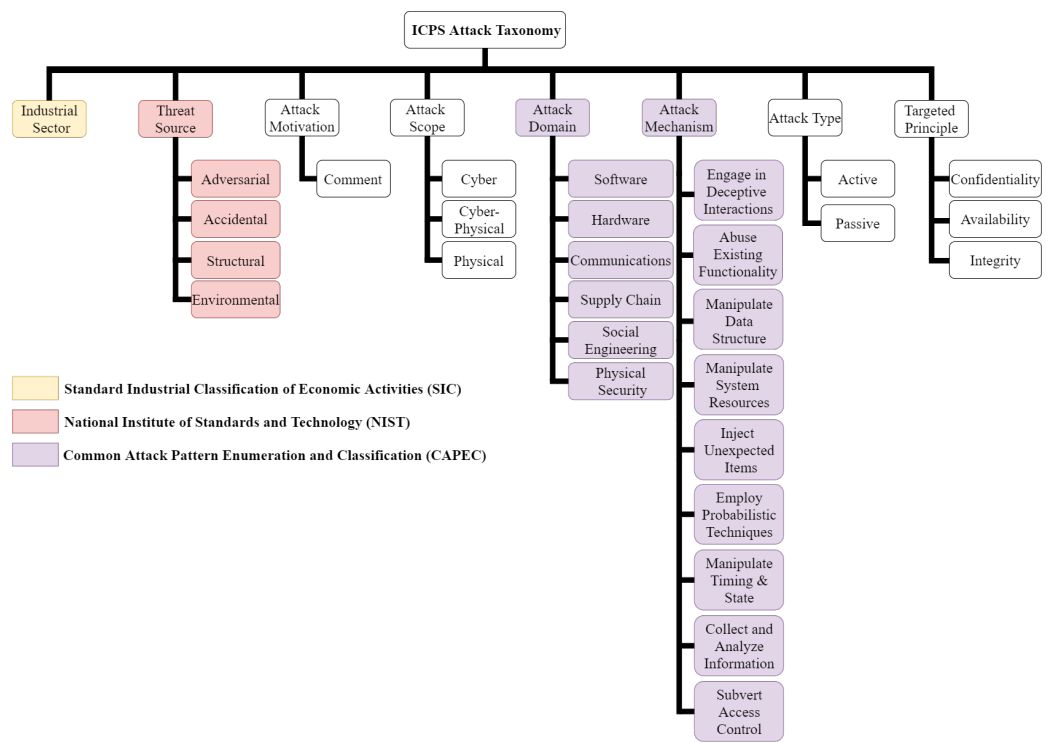 ICPS Attack Taxonomy
Industrial
Sector
Threat
Source
Attack
Motivation
Attack
Scope
Attack
Domain
Attack
Mechanism
Attack Type
Targeted
Principle
Adversarial
Accidental
Structural
Environmental
Comment
Cyber
Cyber-
Physical
Physical
Software
Hardware
Communications
Supply Chain
Social
Engineering
Physical
Security
Engage in
Deceptive
Interactions
Abuse
Existing
Functionality
Manipulate
Data
Structure
Manipulate
System
Resources
Inject
Unexpected
Items
Employ
Probabilistic
Techniques
Manipulate
Timing &
State
Collect and
Analyze
Information
Subvert
Access
Control
Active
Passive
Confidentiality
Availability
Integrity
Standard Industrial Classification of Economic Activities (SIC)
National Institute of Standards and Technology (NIST)
Common Attack Pattern Enumeration and Classification (CAPEC)